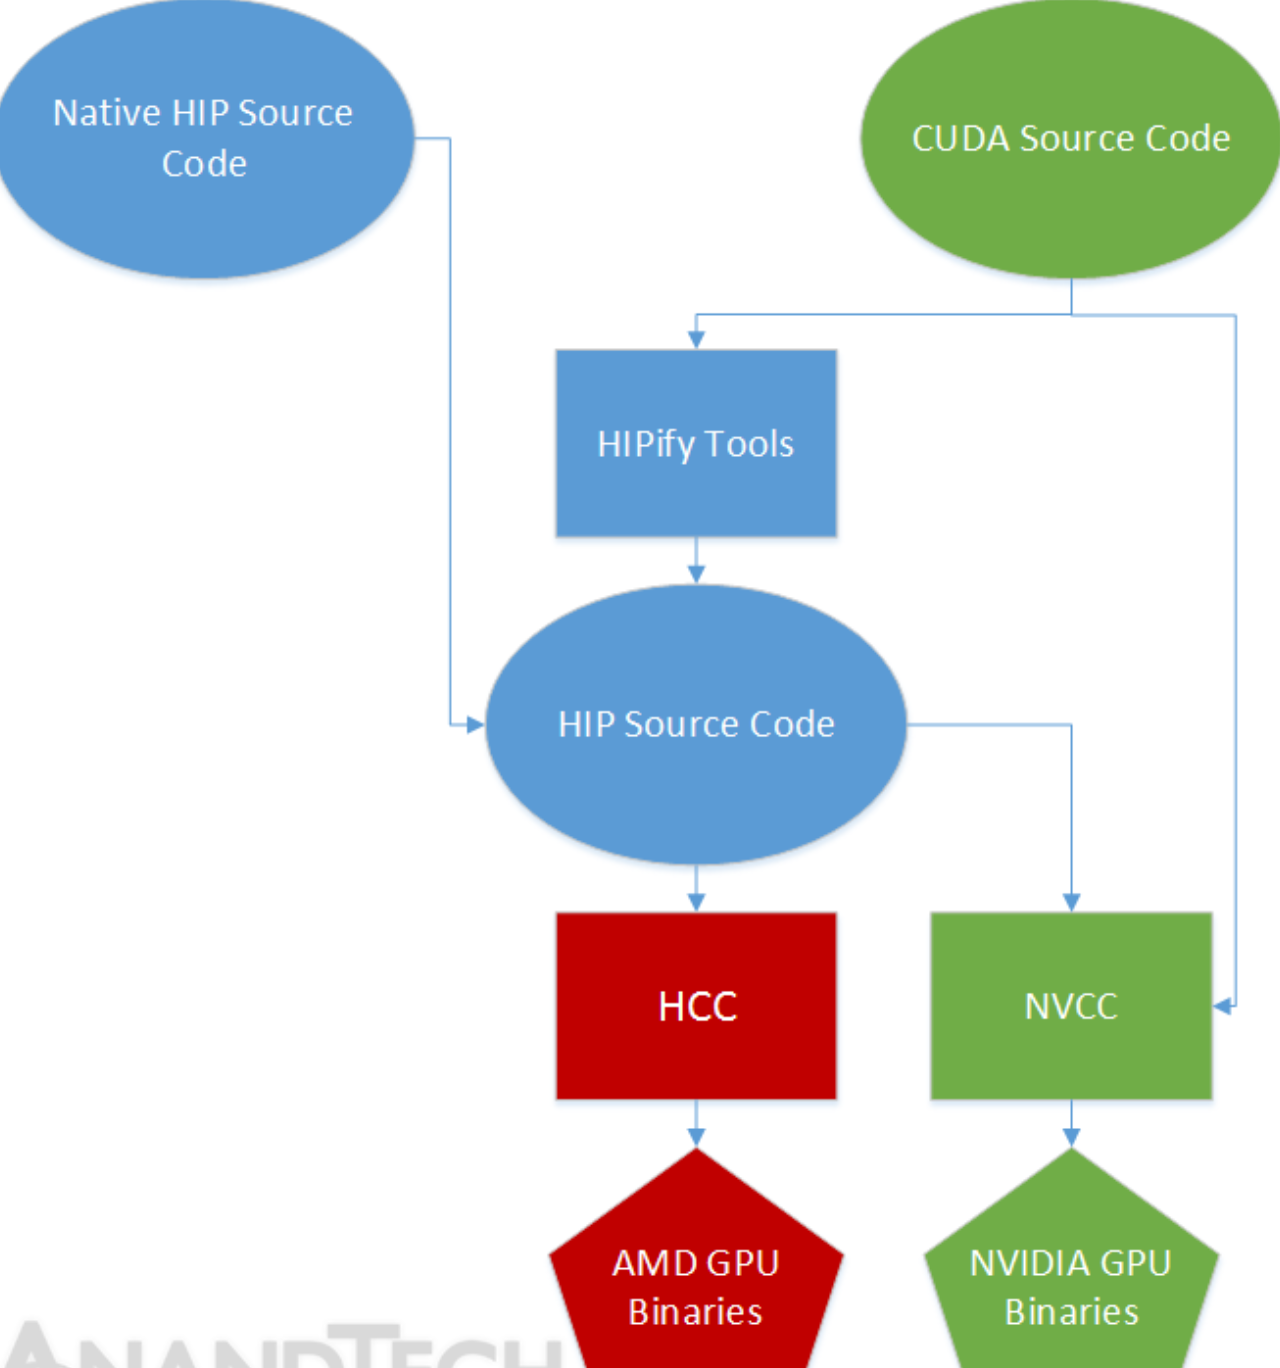 Native HIP Source
Code
CUDA Source Code
HIPify Tools
HIP Source Code
HCC
NVCC
AMD GPU
Binaries
NVIDIA GPU
Binaries
ANANDTECH